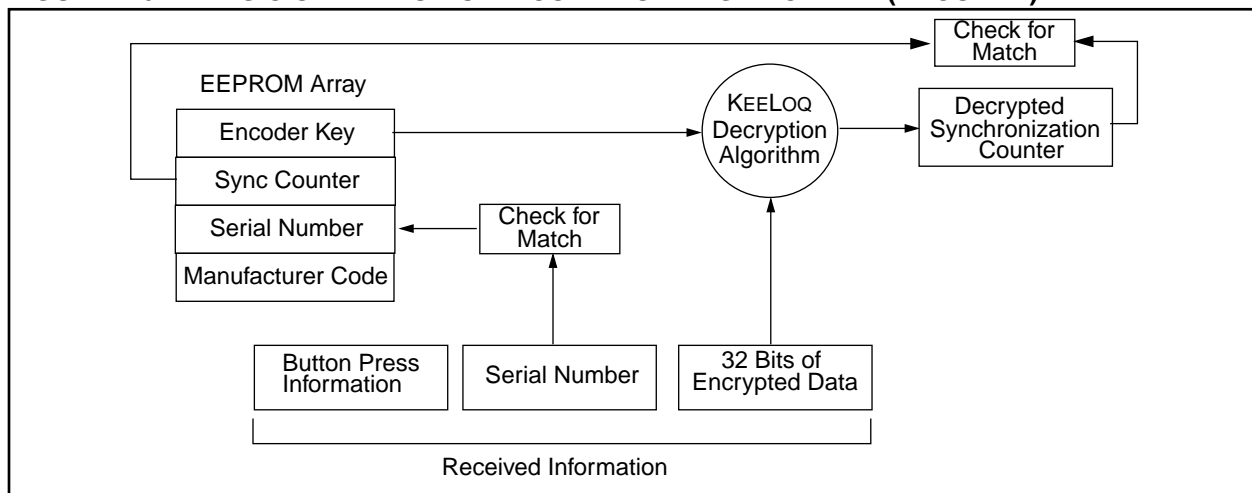 Check for
Match
EEPROM Array
Encoder Key
Sync Counter
Serial Number
Manufacturer Code
KEELOQ
Decryption
Algorithm
Decrypted
Synchronization
Counter
Check for
Match
Button Press
Information
Serial Number
32 Bits of
Encrypted Data
Received Information